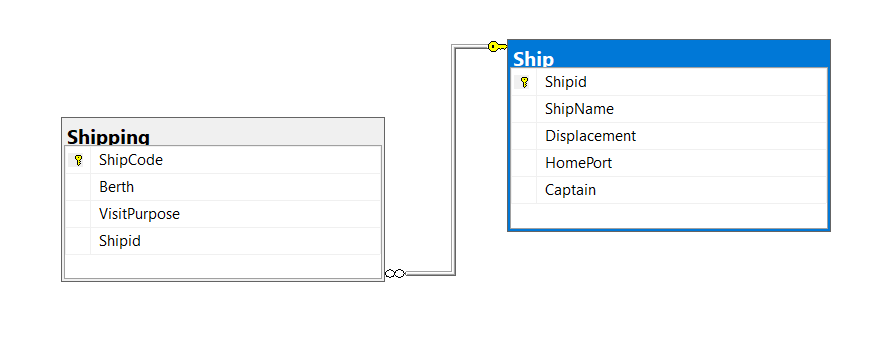 Shipping
ShipCode
Berth
VisitPurpose
Shipid
Ship
Shipid
ShipName
Displacement
HomePort
Captain